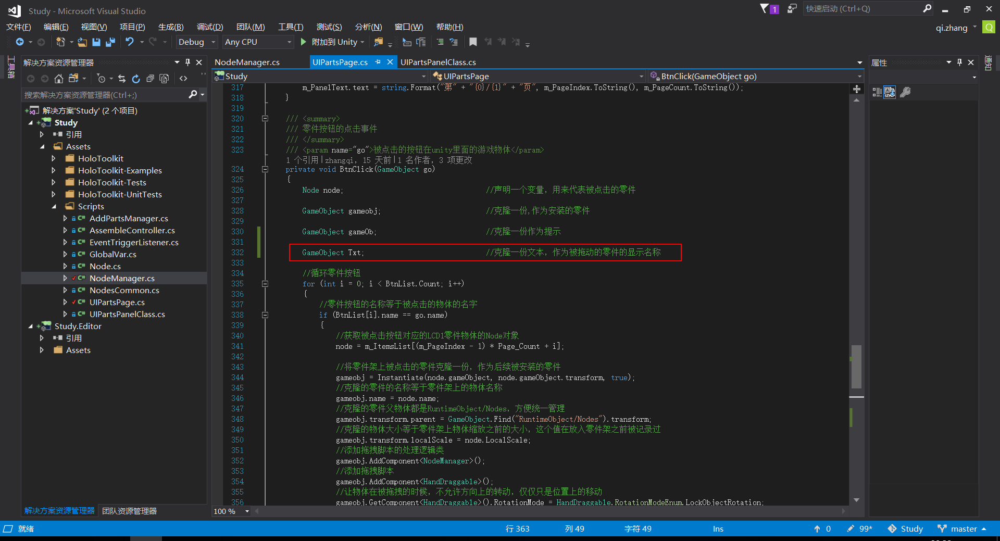 Study - Microsoft Visual Studio
1
快速启动 (Ctrl+Q)
文件(F) 编辑(E) 视图(V) 项目(P) 生成(B) 调试(D) 团队(M) 工具(T) 测试(S) 分析(N) 窗口(W) 帮助(H)
qi.zhang
Q
Debug Any CPU 附加到 Unity
工具箱
解决方案资源管理器
搜索解决方案资源管理器(Ctrl+;)
解决方案'Study' (2 个项目)
Study
引用
Assets
HoloToolkit
HoloToolkit-Examples
HoloToolkit-Tests
HoloToolkit-UnitTests
Scripts
C# AddPartsManager.cs
C# AssembleController.cs
C# EventTriggerListener.cs
C# GlobalVar.cs
C# Node.cs
C# NodeManager.cs
C# NodesCommon.cs
C# UIPartsPage.cs
C# UIPartsPanelClass.cs
Study.Editor
引用
Assets
解决方案资源管理器 团队资源管理器
NodeManager.cs UIPartsPage.cs UIPartsPanelClass.cs
Study UIPartsPage BtnClick(GameObject go)
317 m_PanelText.text = string.Format("第" + "{0}/{1}" + "页", m_PageIndex.ToString(), m_PageCount.ToString());
318 }
319
320 /// <summary>
321 /// 零件按钮的点击事件
322 /// </summary>
323 /// <param name="go">被点击的按钮在unity里面的游戏物体</param>
1 个引用|zhangqi, 15 天前|1 名作者, 3 项更改
324 private void BtnClick(GameObject go)
325 {
326 Node node; //声明一个变量, 用来代表被点击的零件
327
328 GameObject gameobj; //克隆一份,作为安装的零件
329
330 GameObject gameOb; //克隆一份作为提示
331
332 GameObject Txt; //克隆一份文本, 作为被拖动的零件的显示名称
333
334 //循环零件按钮
335 for (int i = 0; i < BtnList.Count; i++)
336 {
337 //零件按钮的名称等于被点击的物体的名字
338 if (BtnList[i].name == go.name)
339 {
340 //获取被点击按钮对应的LCD1零件物体的Node对象
341 node = m_ItemsList[(m_PageIndex - 1) * Page_Count + i];
342
343 //将零件架上被点击的零件克隆一份, 作为后续被安装的零件
344 gameobj = Instantiate(node.gameObject, node.gameObject.transform, true);
345 //克隆的零件的名称等于零件架上的物体名称
346 gameobj.name = node.name;
347 //克隆的零件父物体都是RuntimeObject/Nodes, 方便统一管理
348 gameobj.transform.parent = GameObject.Find("RuntimeObject/Nodes").transform;
349 //克隆的物体大小等于零件架上物体缩放之前的大小, 这个值在放入零件架之前被记录过
350 gameobj.transform.localScale = node.LocalScale;
351 //添加拖拽脚本的处理逻辑类
352 gameobj.AddComponent<NodeManager>();
353 //添加拖拽脚本
354 gameobj.AddComponent<HandDraggable>();
355 //让物体在被拖拽的时候, 不允许方向上的转动, 仅仅只是位置上的移动
356 gameobj.GetComponent<HandDraggable>().RotationMode = HandDraggable.RotationModeEnum.LockObjectRotation;
100 %
属性
通知
就绪 行 363 列 49 字符 49 Ins 0 99* Study master